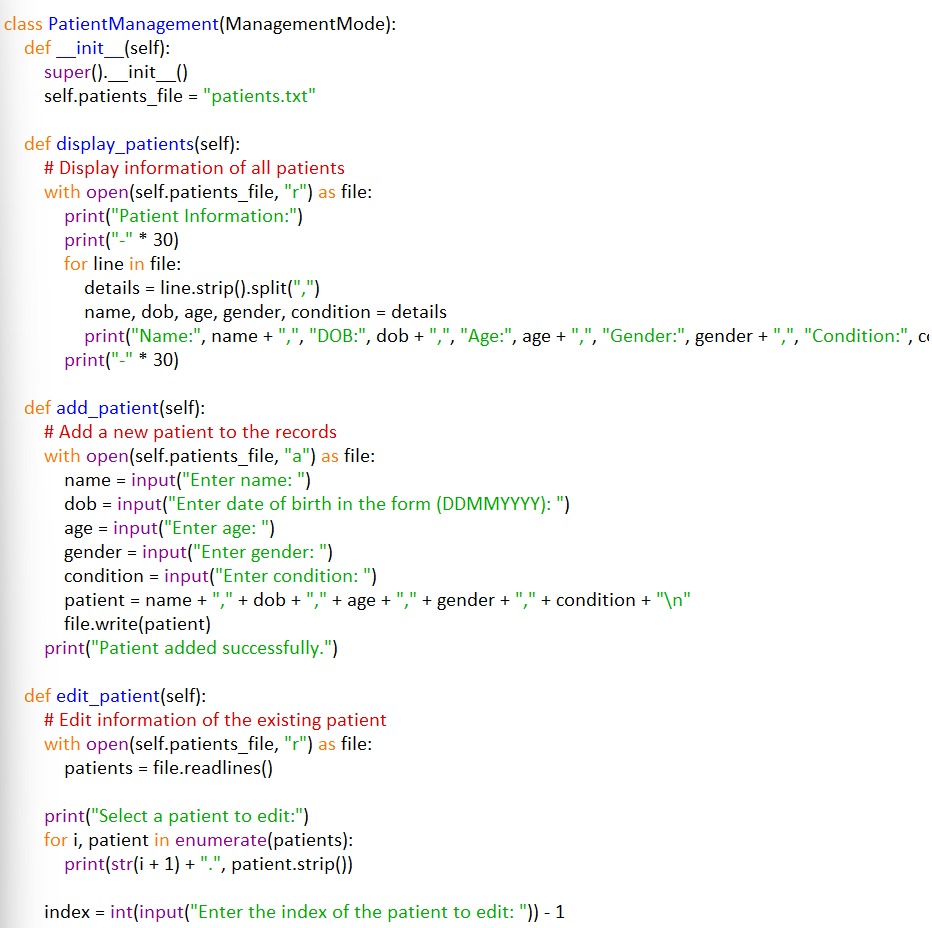 class PatientManagement(ManagementMode):
    def __init__(self):
        super().__init__()
        self.patients_file = "patients.txt"

    def display_patients(self):
        # Display information of all patients
        with open(self.patients_file, "r") as file:
            print("Patient Information:")
            print("-" * 30)
            for line in file:
                details = line.strip().split(",")
                name, dob, age, gender, condition = details
                print("Name:", name + ",", "DOB:", dob + ",", "Age:", age + ",", "Gender:", gender + ",", "Condition:",
            print("-" * 30)

    def add_patient(self):
        # Add a new patient to the records
        with open(self.patients_file, "a") as file:
            name = input("Enter name: ")
            dob = input("Enter date of birth in the form (DDMMYYYY): ")
            age = input("Enter age: ")
            gender = input("Enter gender: ")
            condition = input("Enter condition: ")
            patient = name + "," + dob + "," + age + "," + gender + "," + condition + "\n"
            file.write(patient)
        print("Patient added successfully.")

    def edit_patient(self):
        # Edit information of the existing patient
        with open(self.patients_file, "r") as file:
            patients = file.readlines()

        print("Select a patient to edit:")
        for i, patient in enumerate(patients):
            print(str(i + 1) + ".", patient.strip())

        index = int(input("Enter the index of the patient to edit: ")) - 1